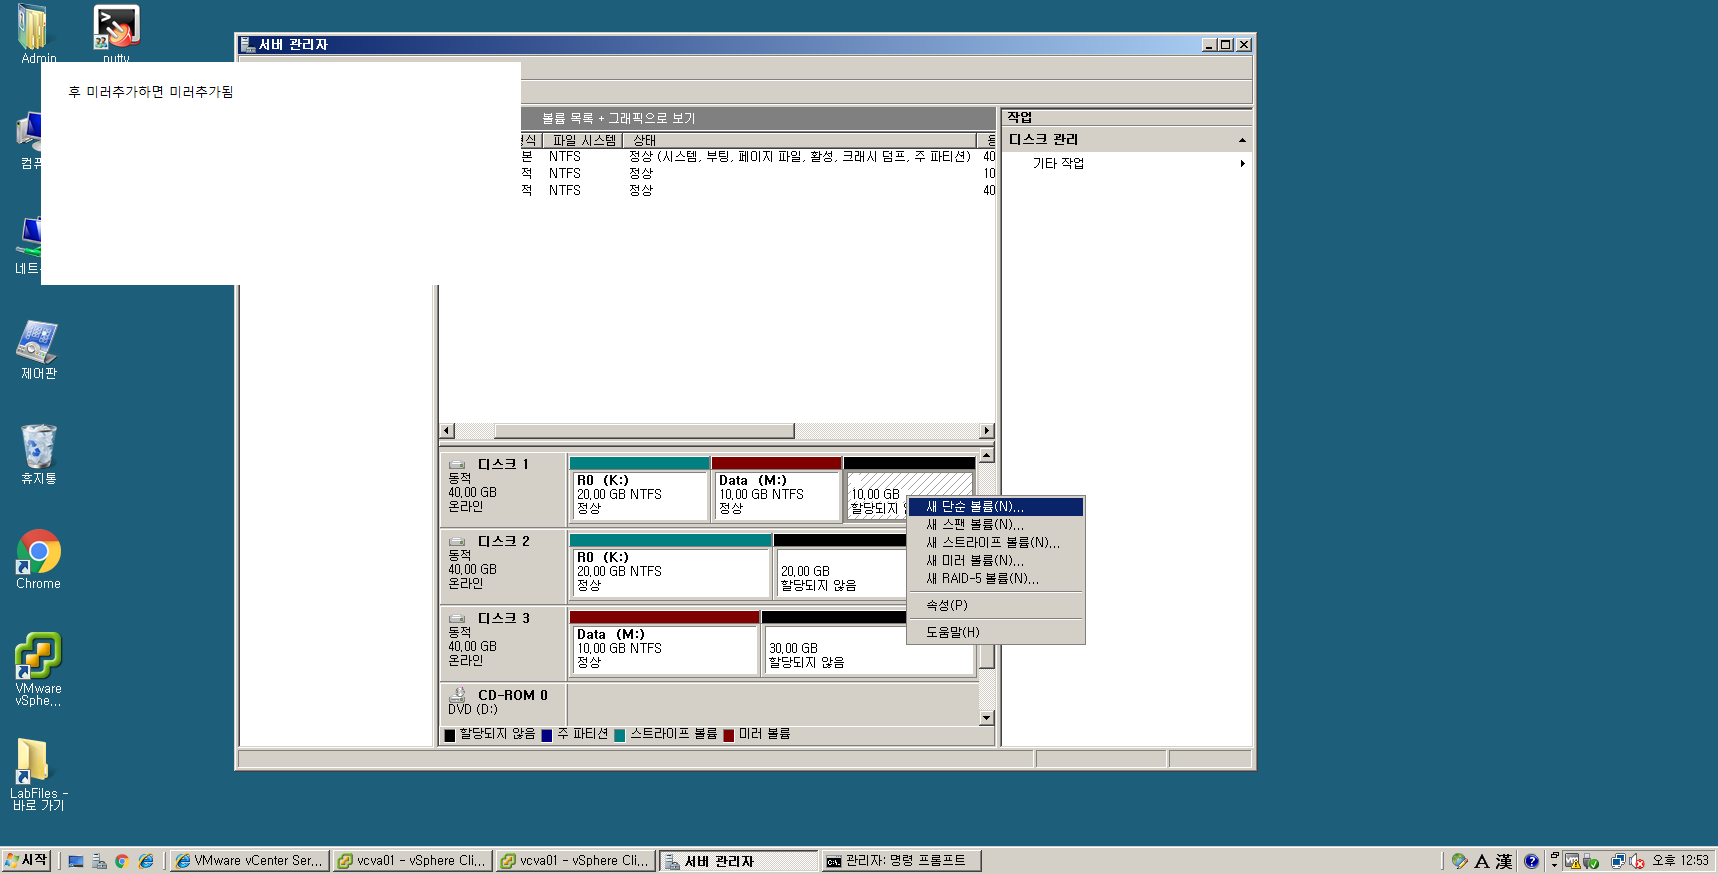 Admin
putty
서버 관리자
후 미러추가하면 미러추가됨
볼륨 목록 + 그래픽으로 보기
작업
형식 파일 시스템 상태
디스크 관리
본 NTFS 정상 (시스템, 부팅, 페이지 파일, 활성, 크래시 덤프, 주 파티션) 40
기타 작업
적 NTFS 정상 10
적 NTFS 정상 40
컴퓨
네트
제어판
휴지통
Chrome
VMware
vSphe...
LabFiles -
바로 가기
디스크 1
동적
40,00 GB
온라인
R0 (K:)
20,00 GB NTFS
정상
Data (M:)
10,00 GB NTFS
정상
10,00 GB
할당되지 않
디스크 2
동적
40,00 GB
온라인
R0 (K:)
20,00 GB NTFS
정상
20,00 GB
할당되지 않음
디스크 3
동적
40,00 GB
온라인
Data (M:)
10,00 GB NTFS
정상
30,00 GB
할당되지 않음
CD-ROM 0
DVD (D:)
새 단순 볼륨(N)...
새 스팬 볼륨(N)...
새 스트라이프 볼륨(N)...
새 미러 볼륨(N)...
새 RAID-5 볼륨(N)...
속성(P)
도움말(H)
할당되지 않음 주 파티션 스트라이프 볼륨 미러 볼륨
시작 VMware vCenter Ser... vcva01 - vSphere Cli... vcva01 - vSphere Cli... 서버 관리자 관리자: 명령 프롬프트 A 漢 오후 12:53